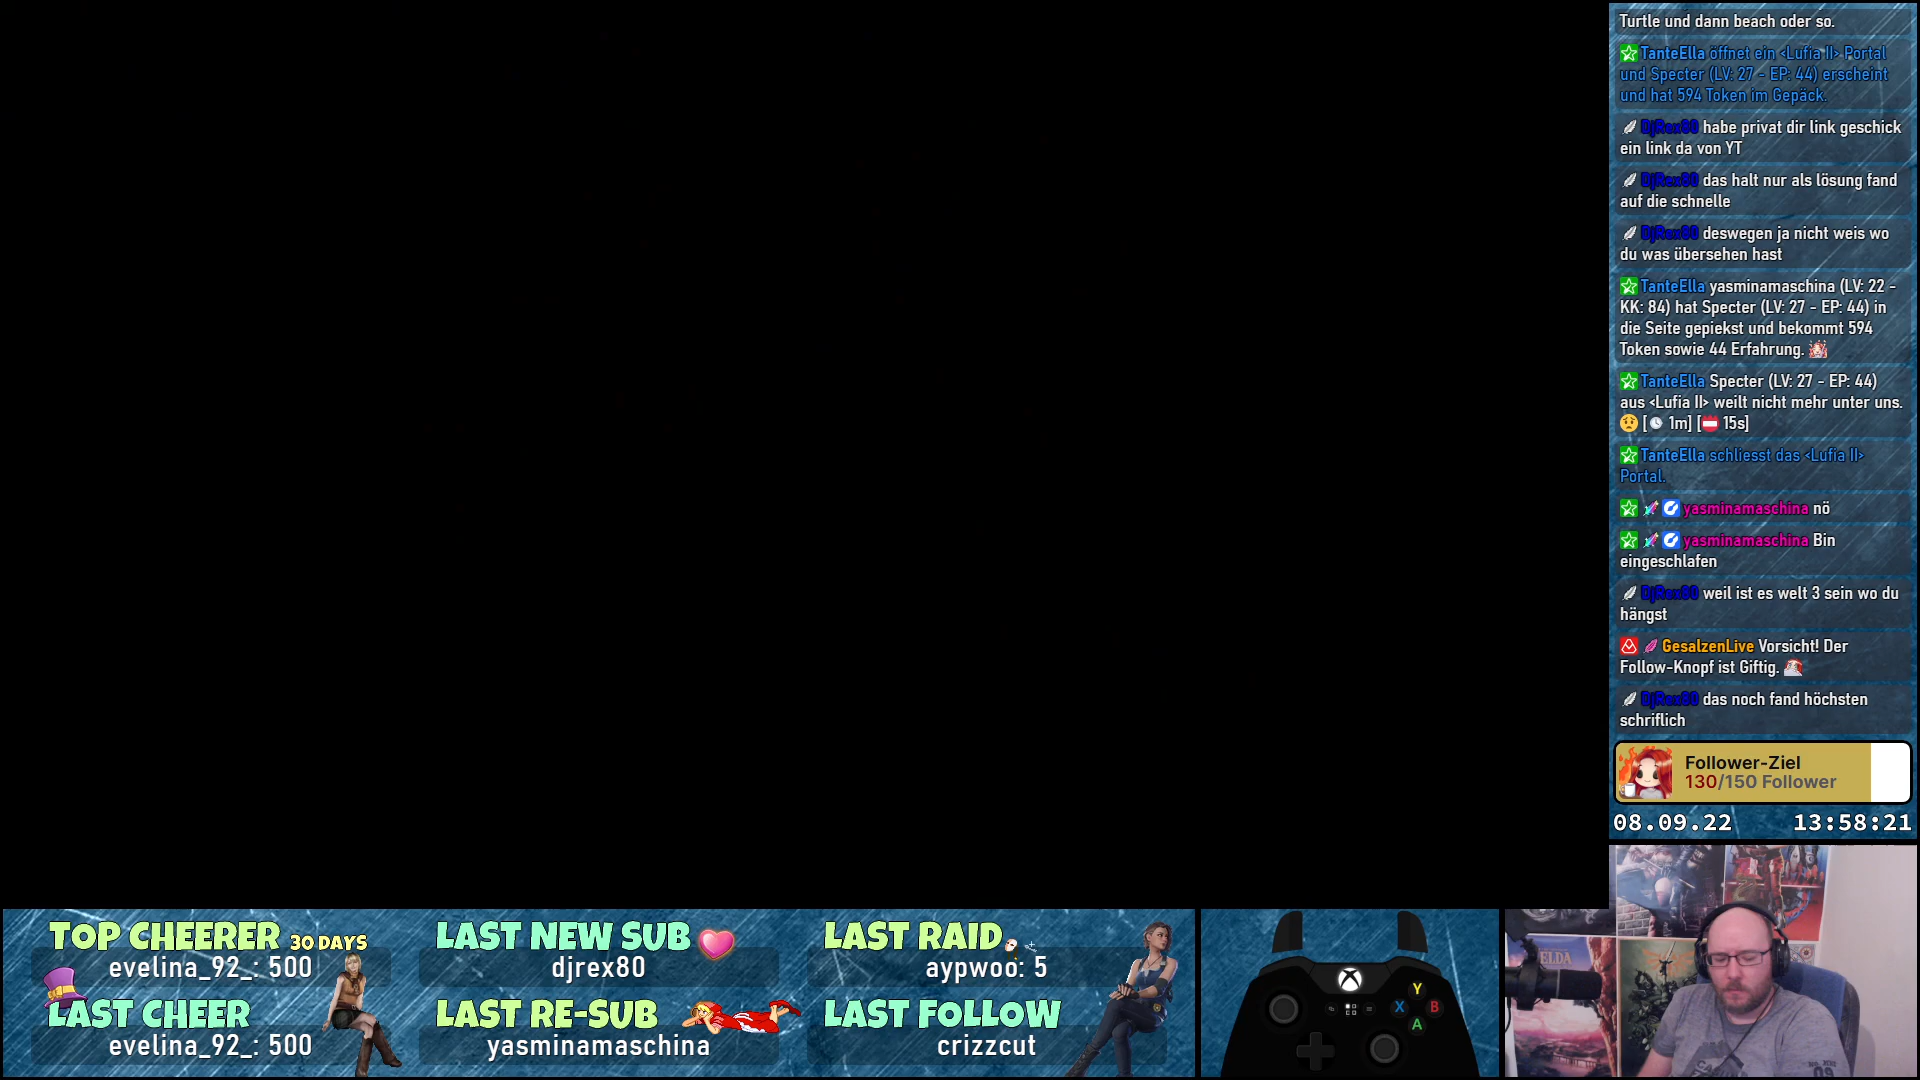 Turtle und dann beach oder so.
TanteElla öffnet ein <Lufia II> Portal
und Specter (LV: 27 - EP: 44) erscheint
und hat 594 Token im Gepäck.
DjRex80 habe privat dir link geschick
ein link da von YT
DjRex80 das halt nur als lösung fand
auf die schnelle
DjRex80 deswegen ja nicht weis wo
du was übersehen hast
TanteElla yasminamaschina (LV: 22 -
KK: 84) hat Specter (LV: 27 - EP: 44) in
die Seite gepiekst und bekommt 594
Token sowie 44 Erfahrung.
TanteElla Specter (LV: 27 - EP: 44)
aus <Lufia II> weilt nicht mehr unter uns.
[ 1m] [ 15s]
TanteElla schliesst das <Lufia II>
Portal.
yasminamaschina nö
yasminamaschina Bin
eingeschlafen
DjRex80 weil ist es welt 3 sein wo du
hängst
GesalzenLive Vorsicht! Der
Follow-Knopf ist Giftig.
DjRex80 das noch fand höchsten
schriflich
Follower-Ziel
130/150 Follower
08.09.22 13:58:21
TOP CHEERER 30 DAYS
evelina_92_: 500
LAST CHEER
evelina_92_: 500
LAST NEW SUB
djrex80
LAST RE-SUB
yasminamaschina
LAST RAID
aypwoo: 5
LAST FOLLOW
crizzcut
Y
X B
A
ELDA